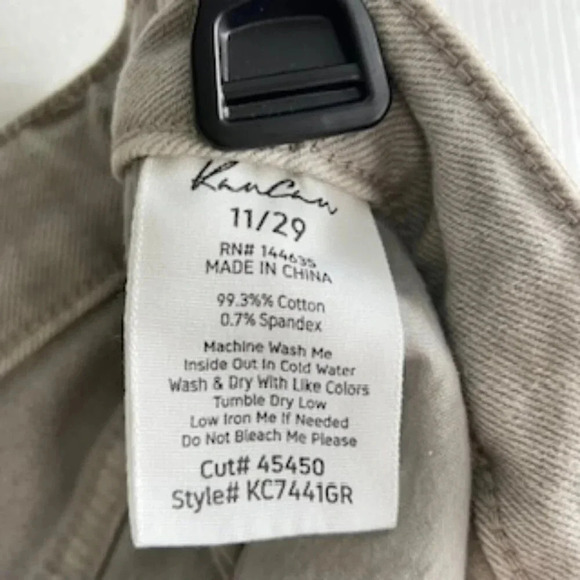 KanCan
11/29
RN# 144635
MADE IN CHINA
99.3%% Cotton
0.7% Spandex
Machine Wash Me
Inside Out In Cold Water
Wash & Dry With Like Colors
Tumble Dry Low
Low Iron Me If Needed
Do Not Bleach Me Please
Cut# 45450
Style# KC7441GR